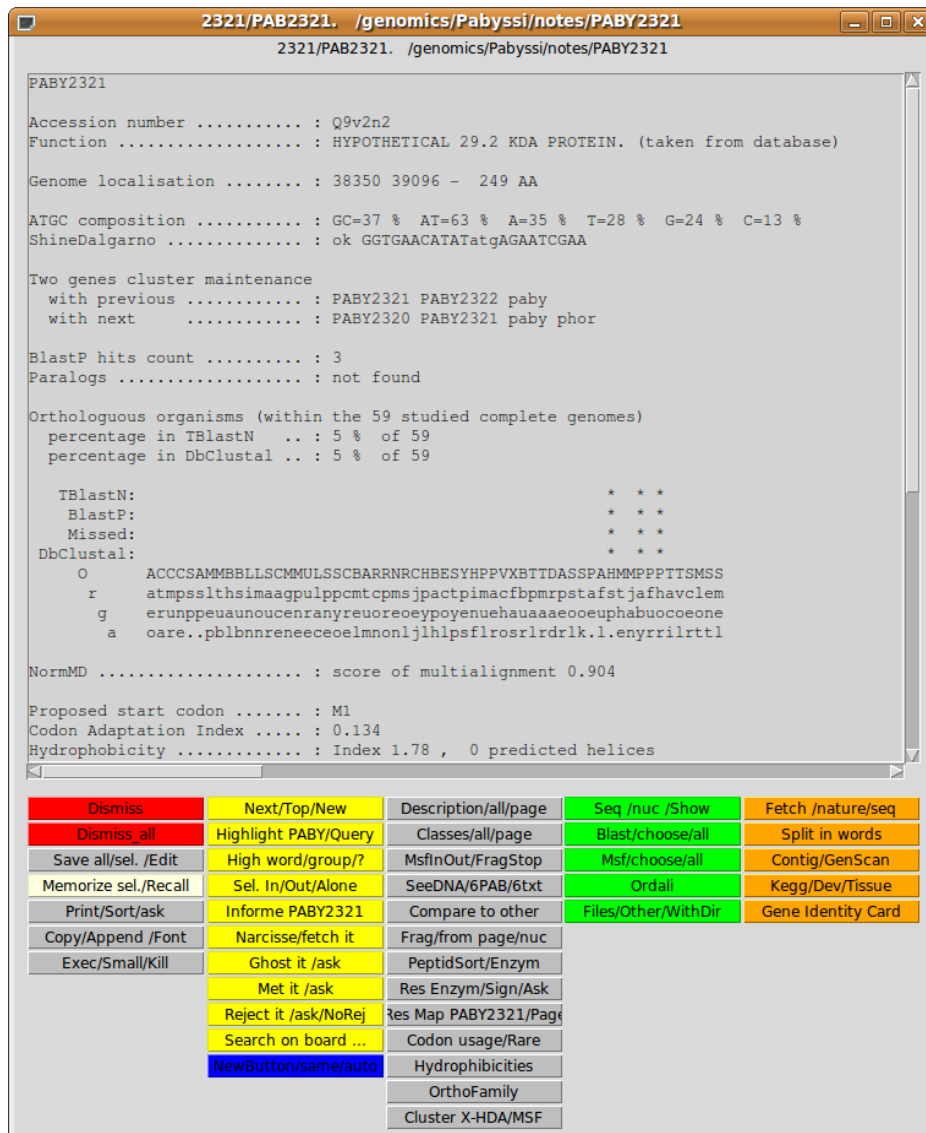 2321/PAB2321.   /genomics/Pabyssi/notes/PABY2321
2321/PAB2321.   /genomics/Pabyssi/notes/PABY2321
PABY2321
Accession number ........... : Q9v2n2
Function ................... : HYPOTHETICAL 29.2 KDA PROTEIN. (taken from database)
Genome localisation ........ : 38350 39096 -  249 AA
ATGC composition ........... : GC=37 %  AT=63 %  A=35 %  T=28 %  G=24 %  C=13 %
ShineDalgarno .............. : ok GGTGAACATATatgAGAATCGAA
Two genes cluster maintenance
  with previous ............ : PABY2321 PABY2322 paby
  with next     ............ : PABY2320 PABY2321 paby phor
BlastP hits count .......... : 3
Paralogs ................... : not found
Orthologuous organisms (within the 59 studied complete genomes)
  percentage in TBlastN   .. : 5 %  of 59
  percentage in DbClustal .. : 5 %  of 59
   TBlastN:                                                *  * *
    BlastP:                                                *  * *
    Missed:                                                *  * *
 DbClustal:                                                *  * *
     O      ACCCSAMMBBLLSCMMULSSCBARRNRCHBESYHPPVXBTTDASSPAHMMPPPTTSMSS
      r     atmpsslthsimaagpulppcmtcpmsjpactpimacfbpmrpstafstjafhavclem
       g    erunppeuaunoucenranyreuoreoeypoyenuehauaaaeooeuphabuocoeone
        a   oare..pblbnnreneeceoelmnonljlhlpsflrosrlrdrlk.l.enyrrilrttl
NormMD ..................... : score of multialignment 0.904
Proposed start codon ....... : M1
Codon Adaptation Index ..... : 0.134
Hydrophobicity ............. : Index 1.78 ,  0 predicted helices
Dismiss Next/Top/New Description/all/page Seq /nuc /Show Fetch /nature/seq
Dismiss_all Highlight PABY/Query Classes/all/page Blast/choose/all Split in words
Save all/sel. /Edit High word/group/? MsfInOut/FragStop Msf/choose/all Contig/GenScan
Memorize sel./Recall Sel. In/Out/Alone SeeDNA/6PAB/6txt Ordali Kegg/Dev/Tissue
Print/Sort/ask Informe PABY2321 Compare to other Files/Other/WithDir Gene Identity Card
Copy/Append /Font Narcisse/fetch it Frag/from page/nuc
Exec/Small/Kill Ghost it /ask PeptidSort/Enzym
Met it /ask Res Enzym/Sign/Ask
Reject it /ask/NoRej Res Map PABY2321/Page
Search on board ... Codon usage/Rare
NewButton/same/auto Hydrophibicities
OrthoFamily
Cluster X-HDA/MSF